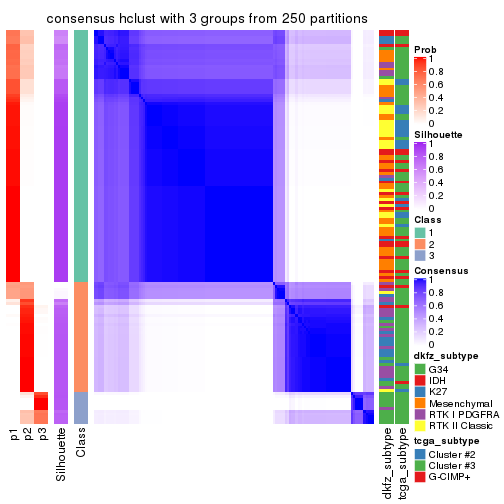 consensus hclust with 3 groups from 250 partitions
Prob
1
0.8
0.6
0.4
0.2
0
Silhouette
1
0.8
0.6
0.4
0.2
0
Class
1
2
3
Consensus
1
0.8
0.6
0.4
0.2
0
dkfz_subtype
G34
IDH
K27
Mesenchymal
RTK I PDGFRA
RTK II Classic
tcga_subtype
Cluster #2
Cluster #3
G-CIMP+
p1
p2
p3
Silhouette
Class
dkfz_subtype
tcga_subtype